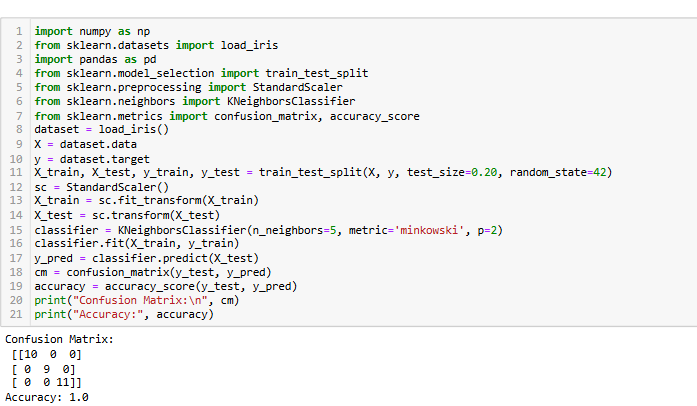 1 import numpy as np
2 from sklearn.datasets import load_iris
3 import pandas as pd
4 from sklearn.model_selection import train_test_split
5 from sklearn.preprocessing import StandardScaler
6 from sklearn.neighbors import KNeighborsClassifier
7 from sklearn.metrics import confusion_matrix, accuracy_score
8 dataset = load_iris()
9 X = dataset.data
10 y = dataset.target
11 X_train, X_test, y_train, y_test = train_test_split(X, y, test_size=0.20, random_state=42)
12 sc = StandardScaler()
13 X_train = sc.fit_transform(X_train)
14 X_test = sc.transform(X_test)
15 classifier = KNeighborsClassifier(n_neighbors=5, metric='minkowski', p=2)
16 classifier.fit(X_train, y_train)
17 y_pred = classifier.predict(X_test)
18 cm = confusion_matrix(y_test, y_pred)
19 accuracy = accuracy_score(y_test, y_pred)
20 print("Confusion Matrix:\n", cm)
21 print("Accuracy:", accuracy)
Confusion Matrix:
[[10 0 0]
[ 0 9 0]
[ 0 0 11]]
Accuracy: 1.0